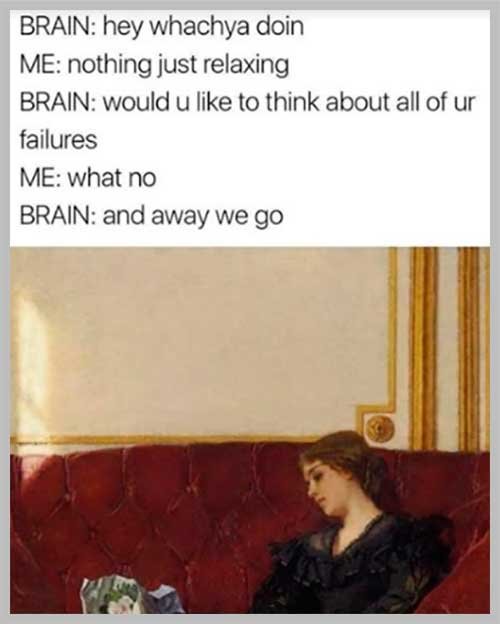 BRAIN: hey whachya doin
ME: nothing just relaxing
BRAIN: would u like to think about all of ur
failures
ME: what no
BRAIN: and away we go